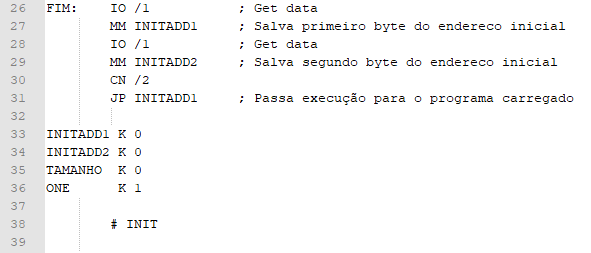 26 FIM: IO /1 ; Get data
27 MM INITADD1 ; Salva primeiro byte do endereco inicial
28 IO /1 ; Get data
29 MM INITADD2 ; Salva segundo byte do endereco inicial
30 CN /2
31 JP INITADD1 ; Passa execução para o programa carregado
32
33 INITADD1 K 0
34 INITADD2 K 0
35 TAMANHO K 0
36 ONE K 1
37
38 # INIT
39